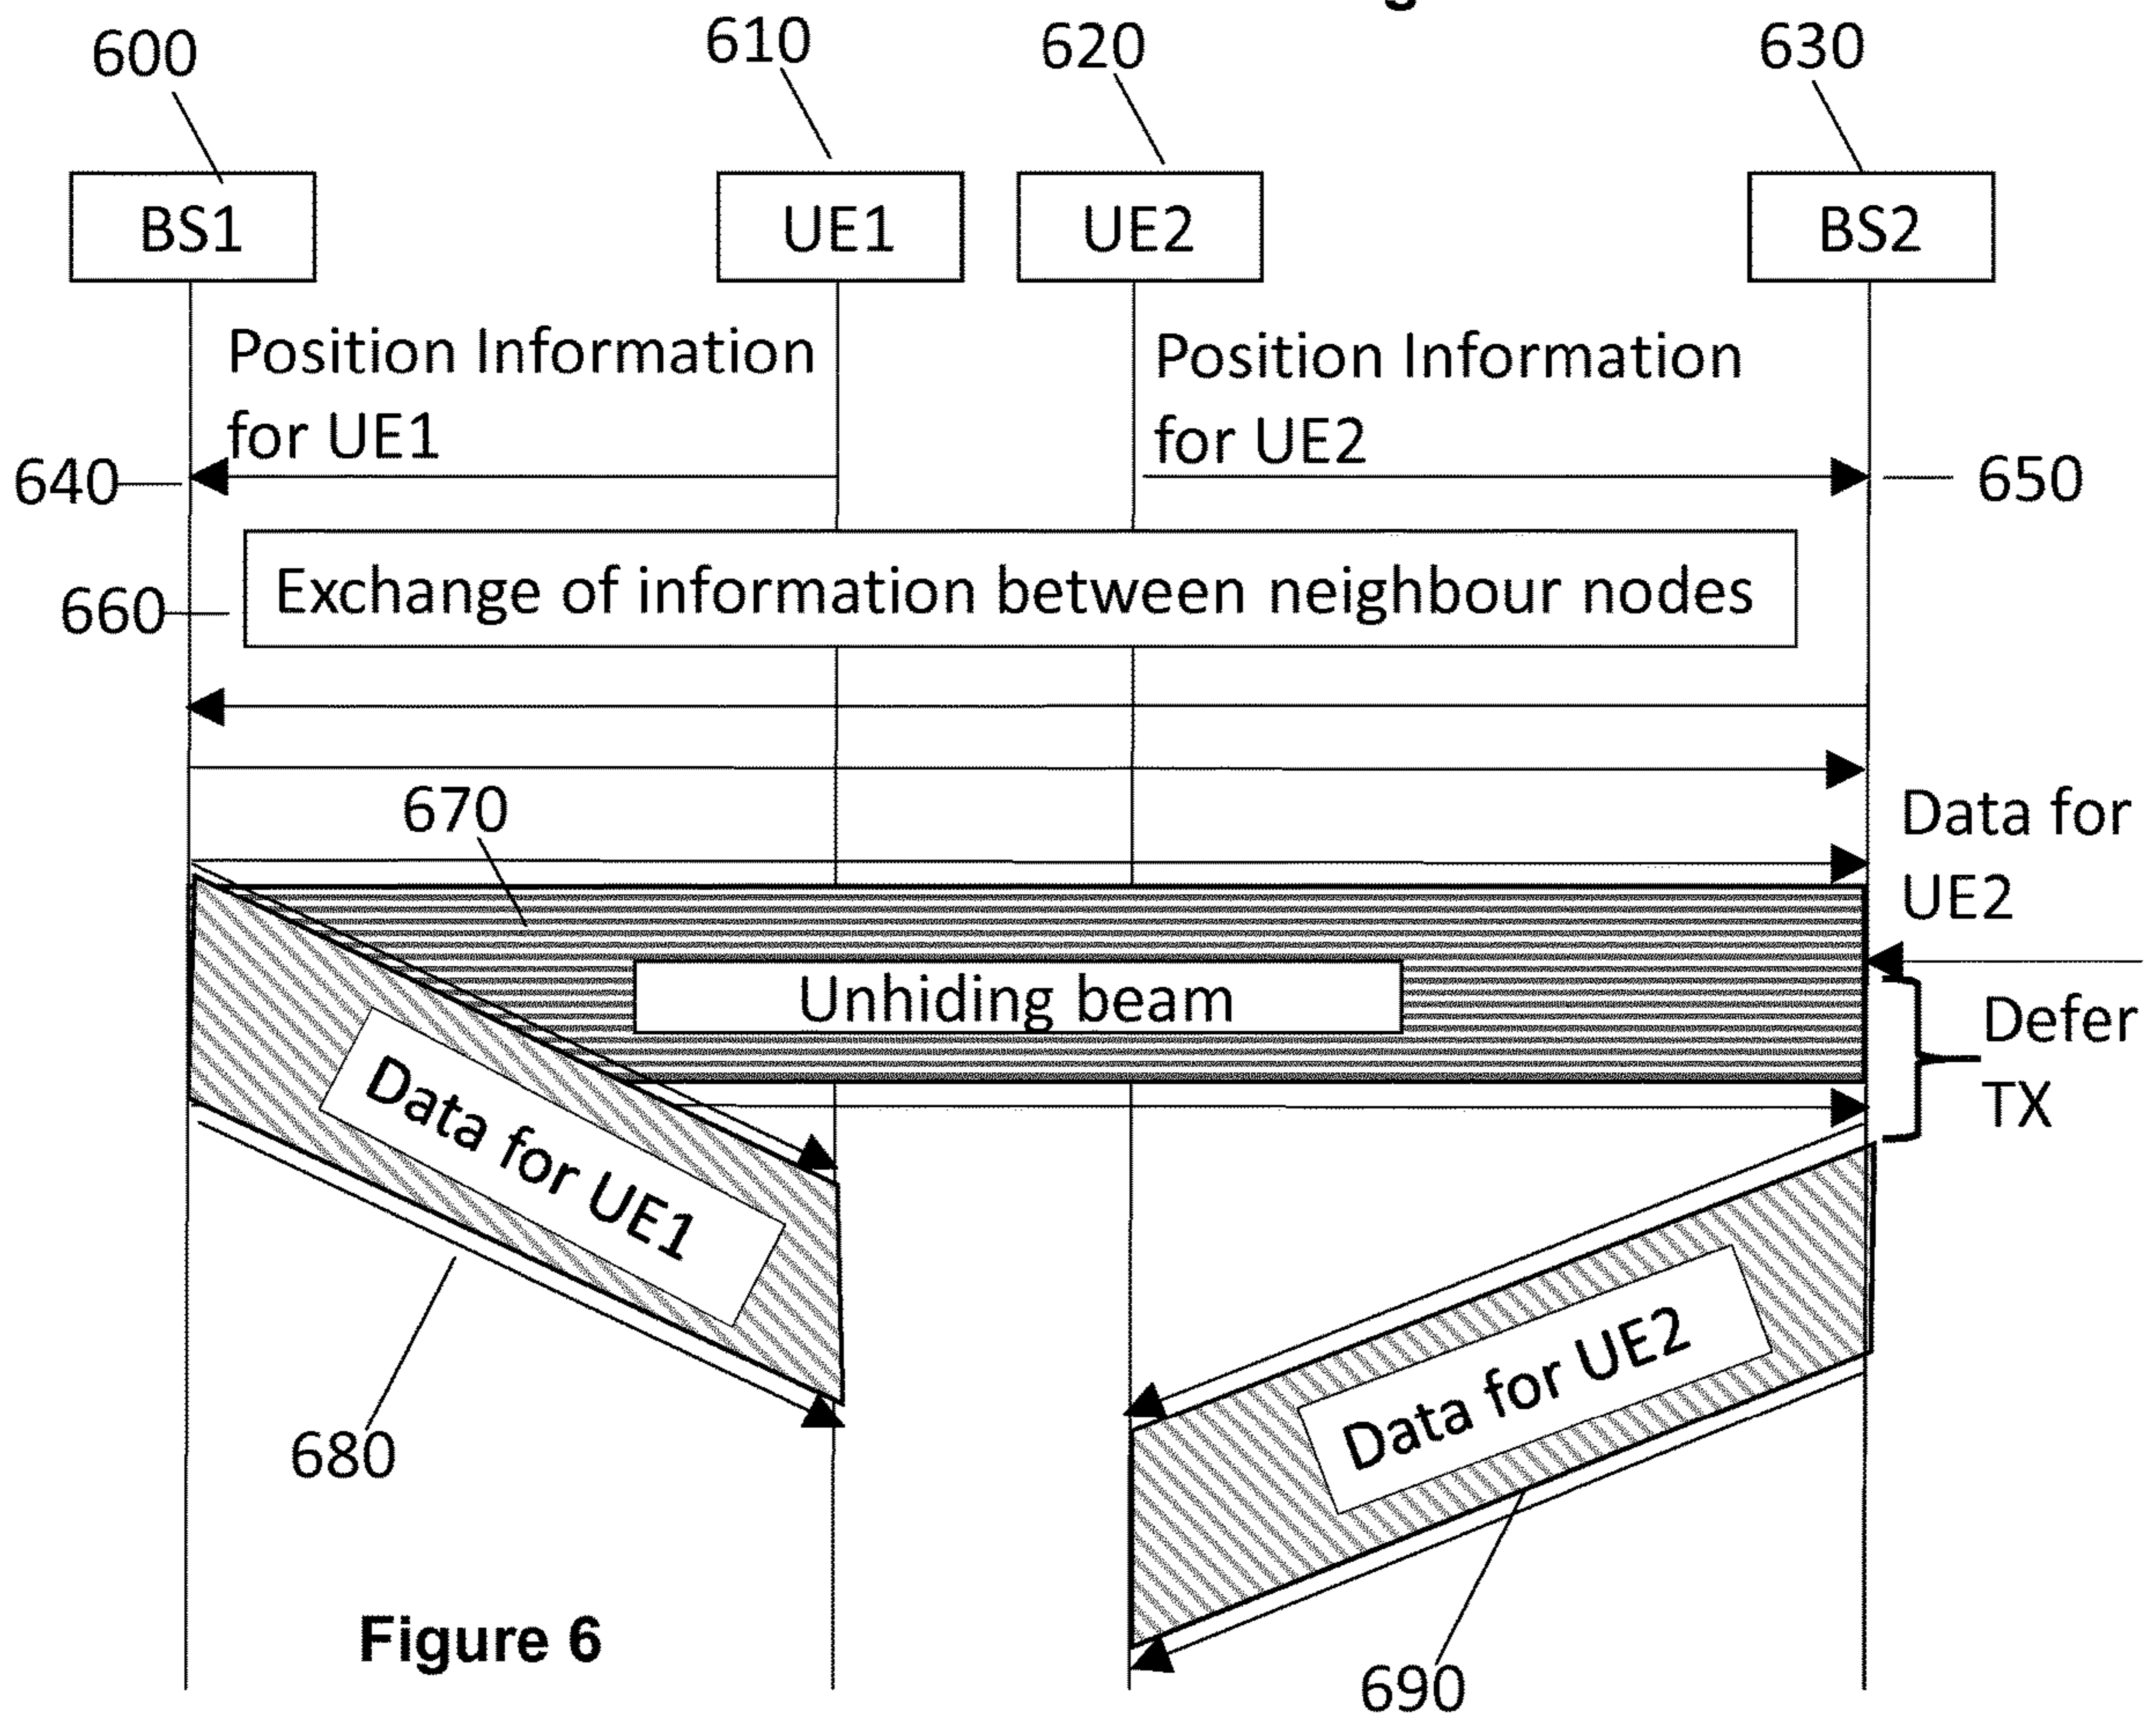 600
610
620
630
BS1
UE1
UE2
BS2
Position Information
for UE1
Position Information
for UE2
640
650
Exchange of information between neighbour nodes
660
670
Data for
UE2
Unhiding beam
Defer
TX
Data for UE1
Data for UE2
680
690
Figure 6